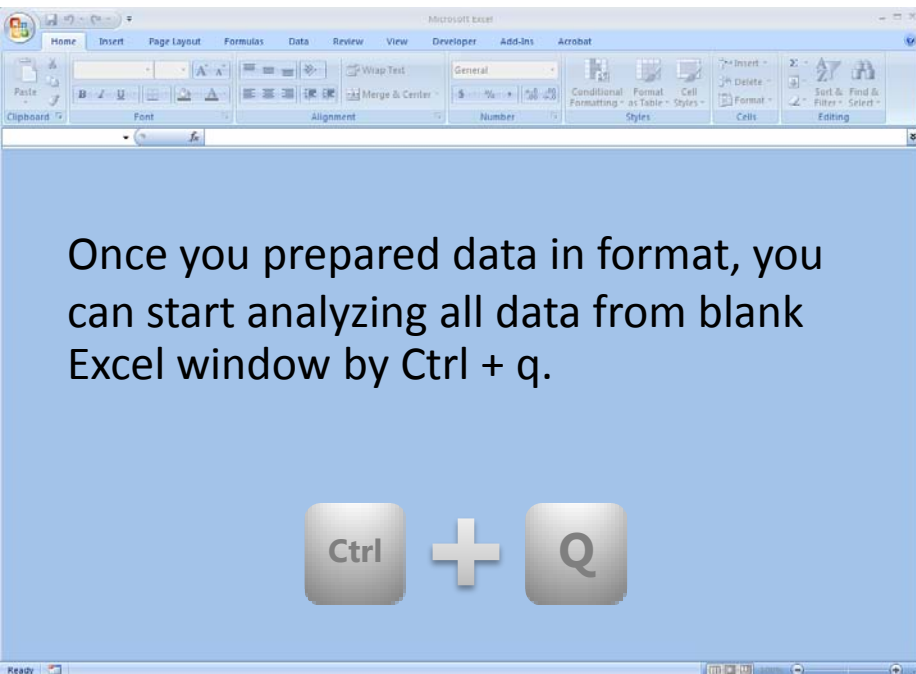 Microsoft Excel
Home Insert Page Layout Formulas Data Review View Developer Add-Ins Acrobat
Paste
B I U
Wrap Text
Merge & Center
General
$ %
Conditional Formatting
Format as Table
Cell Styles
Insert
Delete
Format
Σ
Sort & Filter
Find & Select
Clipboard Font Alignment Number Styles Cells Editing
fx
Once you prepared data in format, you
can start analyzing all data from blank
Excel window by Ctrl + q.
Ctrl + Q
Ready